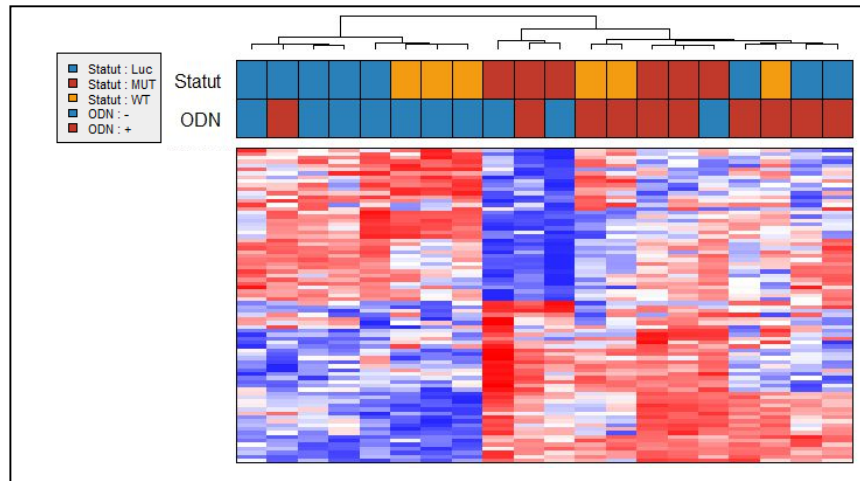 Statut : Luc
Statut : MUT
Statut : WT
ODN : -
ODN : +
Statut
ODN